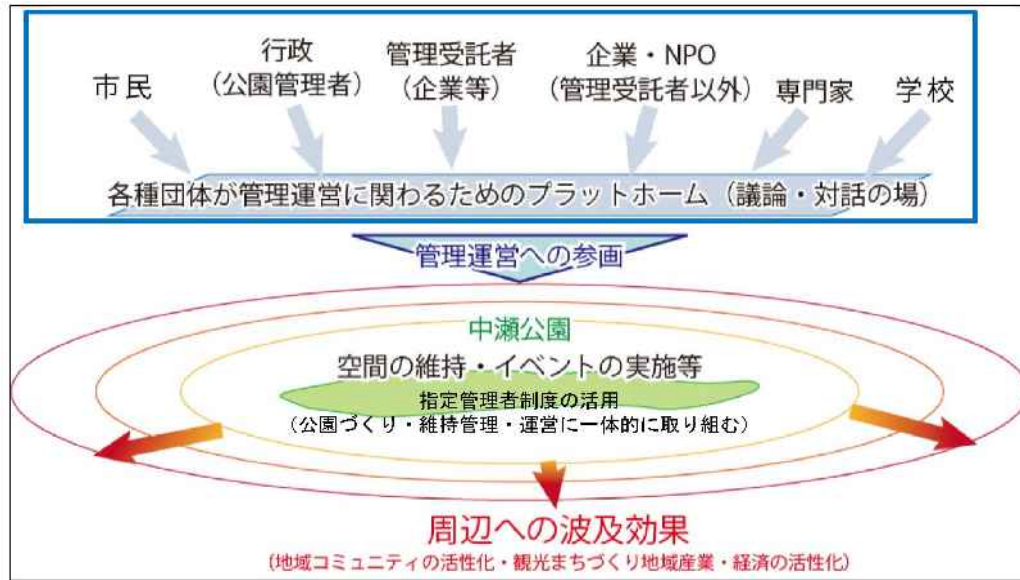 市民
行政
（公園管理者）
管理受託者
（企業等）
企業・NPO
（管理受託者以外）
専門家
学校
各種団体が管理運営に関わるためのプラットホーム（議論・対話の場）
管理運営への参画
中瀬公園
空間の維持・イベントの実施等
指定管理者制度の活用
（公園づくり・維持管理・運営に一体的に取り組む）
周辺への波及効果
（地域コミュニティの活性化・観光まちづくり地域産業・経済の活性化）